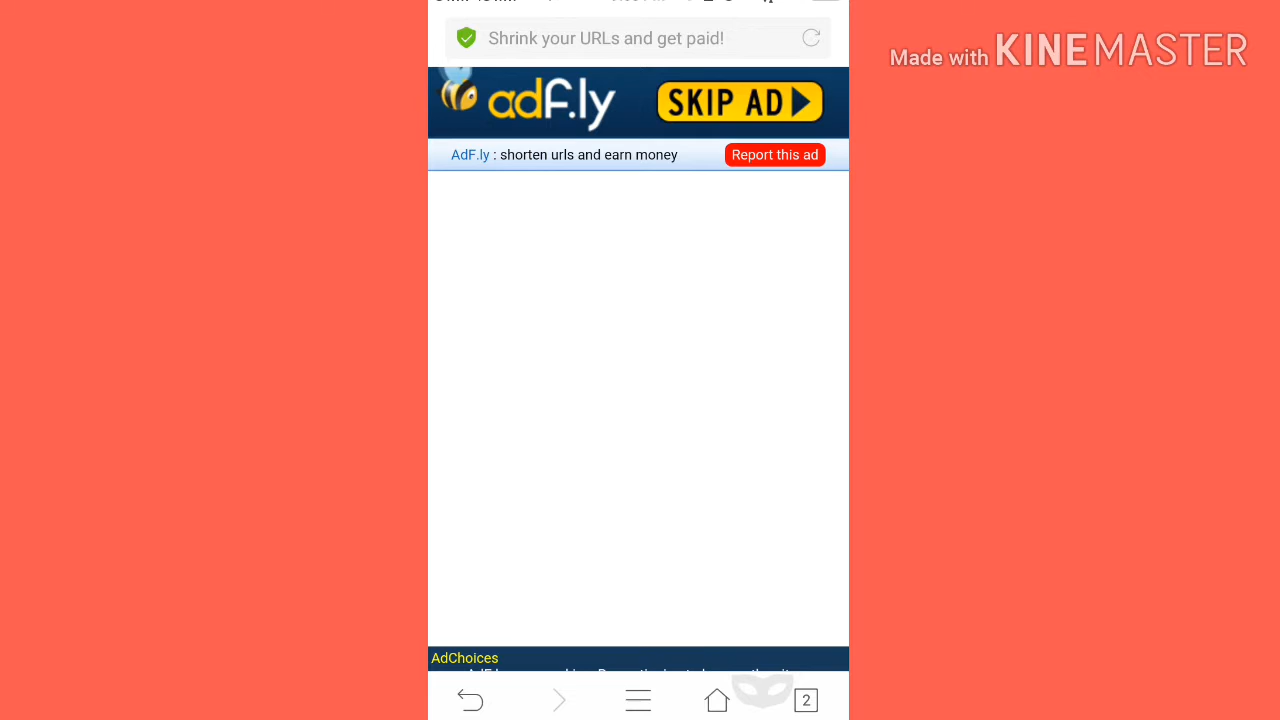 Shrink your URLs and get paid!
Made with KINEMASTER
adf.ly
SKIP AD
AdF.ly : shorten urls and earn money
Report this ad
AdChoices
2